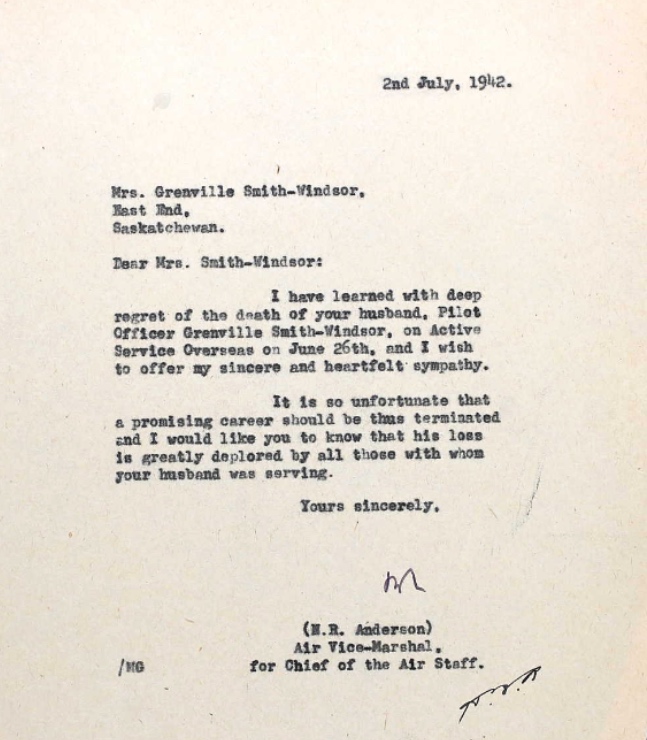 2nd July, 1942.
Mrs. Grenville Smith-Windsor,
East End,
Saskatchewan.
Dear Mrs. Smith-Windsor:
I have learned with deep
regret of the death of your husband, Pilot
Officer Grenville Smith-Windsor, on Active
Service Overseas on June 26th, and I wish
to offer my sincere and heartfelt sympathy.
It is so unfortunate that
a promising career should be thus terminated
and I would like you to know that his loss
is greatly deplored by all those with whom
your husband was serving.
Yours sincerely,
(N.R. Anderson)
Air Vice-Marshal,
/MG for Chief of the Air Staff.